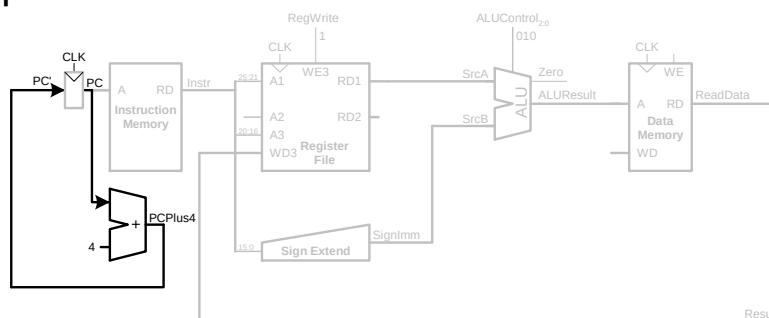 RegWrite
ALUControl2:0
1
010
CLK
CLK
CLK
PC'
PC
A
RD
Instr
Instruction
Memory
25:21
A1
WE3
RD1
A2
RD2
20:16
A3
WD3
Register
File
SrcA
SrcB
ALU
Zero
ALUResult
WE
A
RD
ReadData
Data
Memory
WD
PCPlus4
+
4
15:0
Sign Extend
SignImm